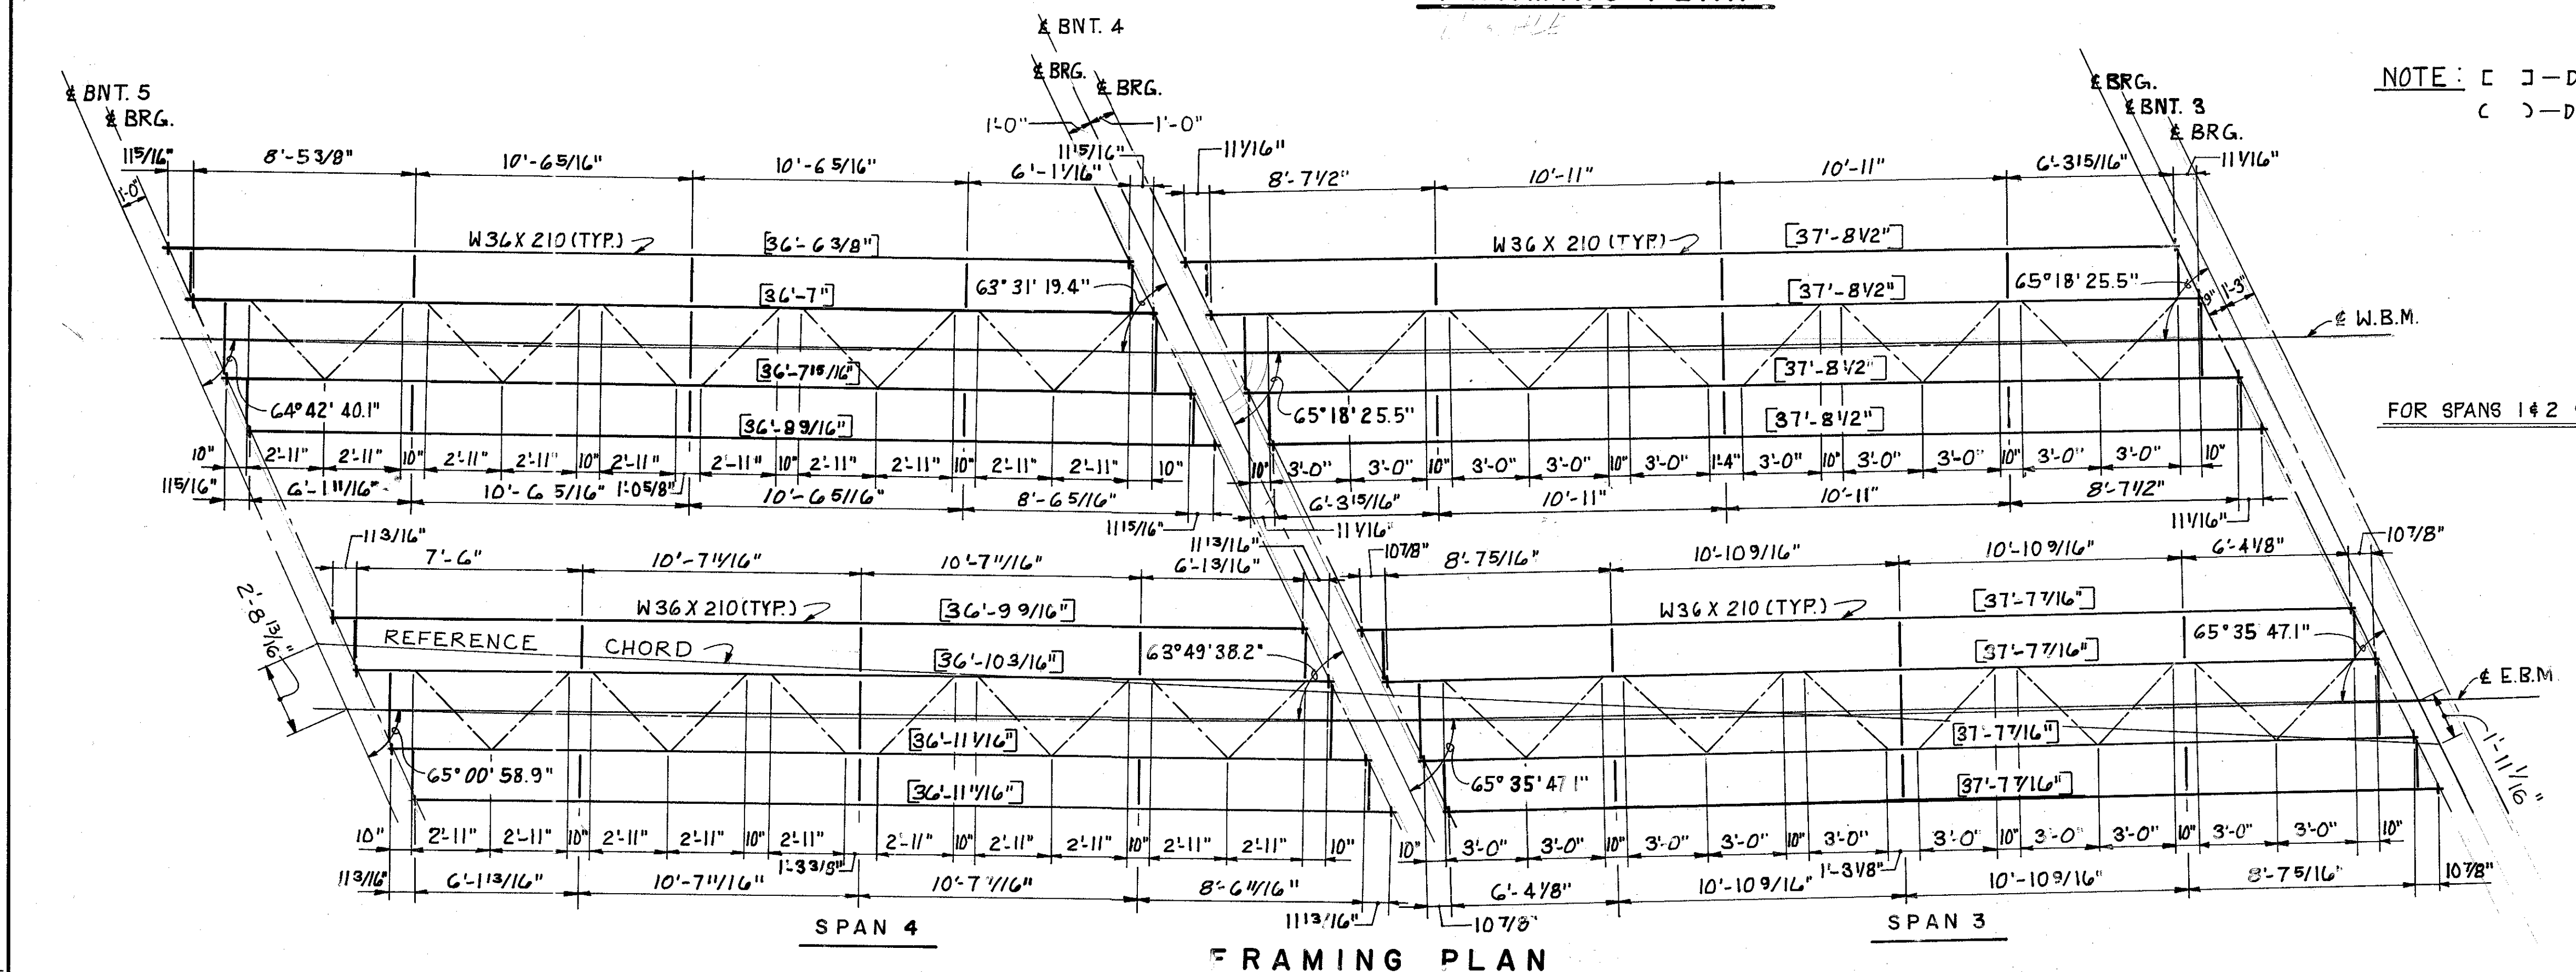 ℄ BNT. 4
℄ BRG.
℄ BRG.
1'-0"
1'-0"
℄ BNT. 5
℄ BRG.
℄ BRG.
℄ BNT. 3
℄ BRG.
NOTE: [ ] — D
( ) — D
FOR SPANS 1 & 2
1'-0"
11 5/16" 8'-5 3/8" 10'-6 5/16" 10'-6 5/16" 6'-1 11/16" 11 15/16"
11 1/16" 8'-7 1/2" 10'-11" 10'-11" 6'-3 15/16" 11 1/16"
W36 X 210 (TYP.) [36'-6 3/8"]
W36 X 210 (TYP.) [37'-8 1/2"]
[36'-7"] 63° 31' 19.4"
[37'-8 1/2"] 65° 18' 25.5"
9" 1'-3"
℄ W.B.M.
[36'-7 15/16"]
[37'-8 1/2"]
64° 42' 40.1"
65° 18' 25.5"
[36'-8 9/16"]
[37'-8 1/2"]
10" 2'-11" 2'-11" 10" 2'-11" 2'-11" 10" 2'-11" 2'-11" 10" 2'-11" 2'-11" 10" 2'-11" 2'-11" 10"
10" 3'-0" 3'-0" 10" 3'-0" 3'-0" 10" 3'-0" 1'-4" 3'-0" 10" 3'-0" 3'-0" 10" 3'-0" 3'-0" 10"
11 5/16" 6'-1 11/16" 10'-6 5/16" 1'-0 5/8" 10'-6 5/16" 8'-6 5/16" 11 15/16"
11 1/16" 6'-3 15/16" 10'-11" 10'-11" 8'-7 1/2" 11 1/16"
11 3/16" 7'-6" 10'-7 11/16" 10'-7 11/16" 6'-1 3/16" 11 13/16"
10 7/8" 8'-7 5/16" 10'-10 9/16" 10'-10 9/16" 6'-4 1/8" 10 7/8"
2'-8 13/16"
W36 X 210 (TYP.) [36'-9 9/16"]
W36 X 210 (TYP.) [37'-7 7/16"]
REFERENCE CHORD
[36'-10 3/16"] 63° 49' 38.2"
[37'-7 7/16"] 65° 35' 47.1"
℄ E.B.M.
[36'-11 1/16"]
[37'-7 7/16"]
65° 00' 58.9"
65° 35' 47.1"
[36'-11 11/16"]
[37'-7 7/16"]
1'-11 1/16"
10" 2'-11" 2'-11" 10" 2'-11" 2'-11" 10" 2'-11" 1'-3 3/8" 2'-11" 10" 2'-11" 2'-11" 10" 2'-11" 2'-11" 10"
10" 3'-0" 3'-0" 10" 3'-0" 3'-0" 10" 3'-0" 1'-3 1/8" 3'-0" 10" 3'-0" 3'-0" 10" 3'-0" 3'-0" 10"
11 3/16" 6'-1 13/16" 10'-7 11/16" 10'-7 11/16" 8'-6 11/16" 11 13/16"
10 7/8" 6'-4 1/8" 10'-10 9/16" 10'-10 9/16" 8'-7 5/16" 10 7/8"
SPAN 4
SPAN 3
FRAMING PLAN